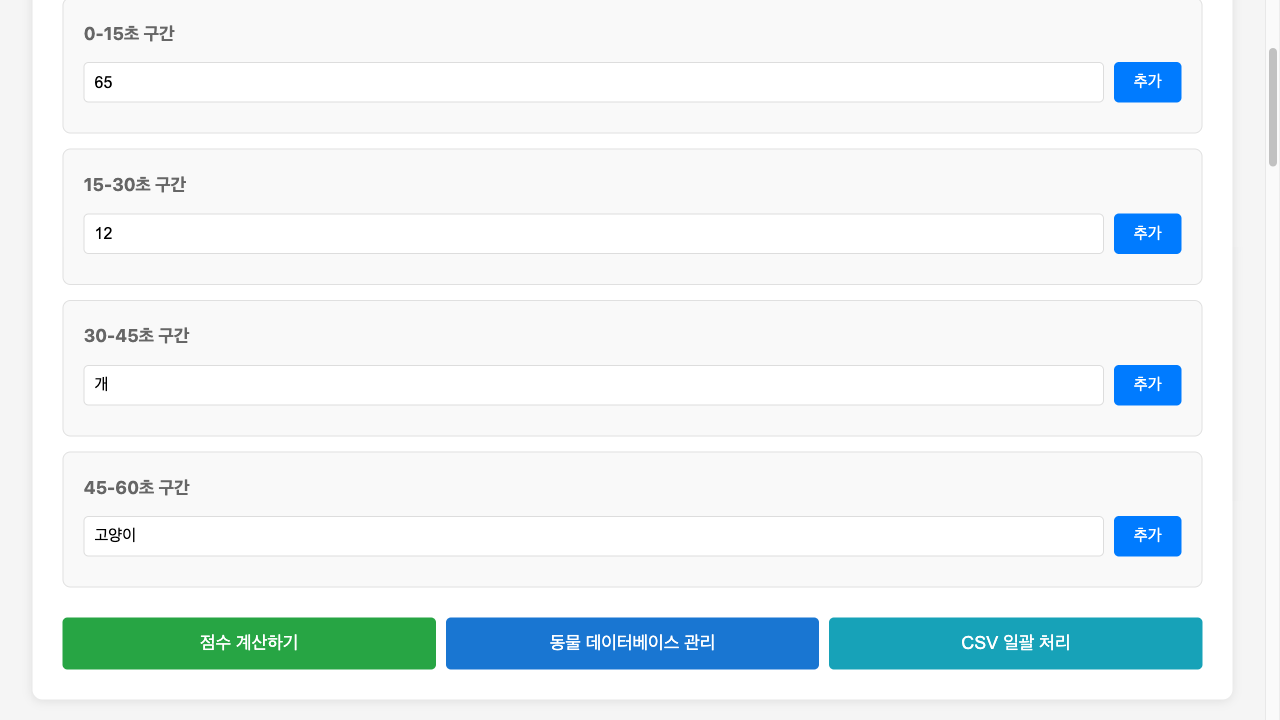 0-15초 구간
65
추가
15-30초 구간
12
추가
30-45초 구간
개
추가
45-60초 구간
고양이
추가
점수 계산하기
동물 데이터베이스 관리
CSV 일괄 처리